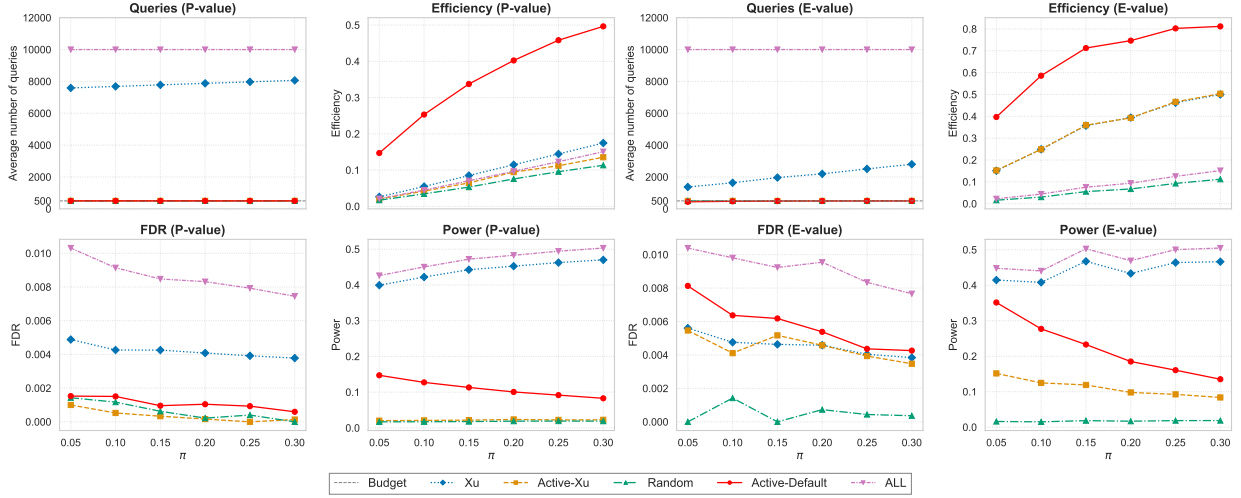 Queries (P-value)
Average number of queries
12000
10000
8000
6000
4000
2000
500
0
Efficiency (P-value)
Efficiency
0.5
0.4
0.3
0.2
0.1
0.0
Queries (E-value)
Average number of queries
12000
10000
8000
6000
4000
2000
500
0
Efficiency (E-value)
Efficiency
0.8
0.7
0.6
0.5
0.4
0.3
0.2
0.1
0.0
FDR (P-value)
FDR
0.010
0.008
0.006
0.004
0.002
0.000
0.05 0.10 0.15 0.20 0.25 0.30
π
Power (P-value)
Power
0.5
0.4
0.3
0.2
0.1
0.0
0.05 0.10 0.15 0.20 0.25 0.30
π
FDR (E-value)
FDR
0.010
0.008
0.006
0.004
0.002
0.000
0.05 0.10 0.15 0.20 0.25 0.30
π
Power (E-value)
Power
0.5
0.4
0.3
0.2
0.1
0.0
0.05 0.10 0.15 0.20 0.25 0.30
π
Budget Xu Active-Xu Random Active-Default ALL